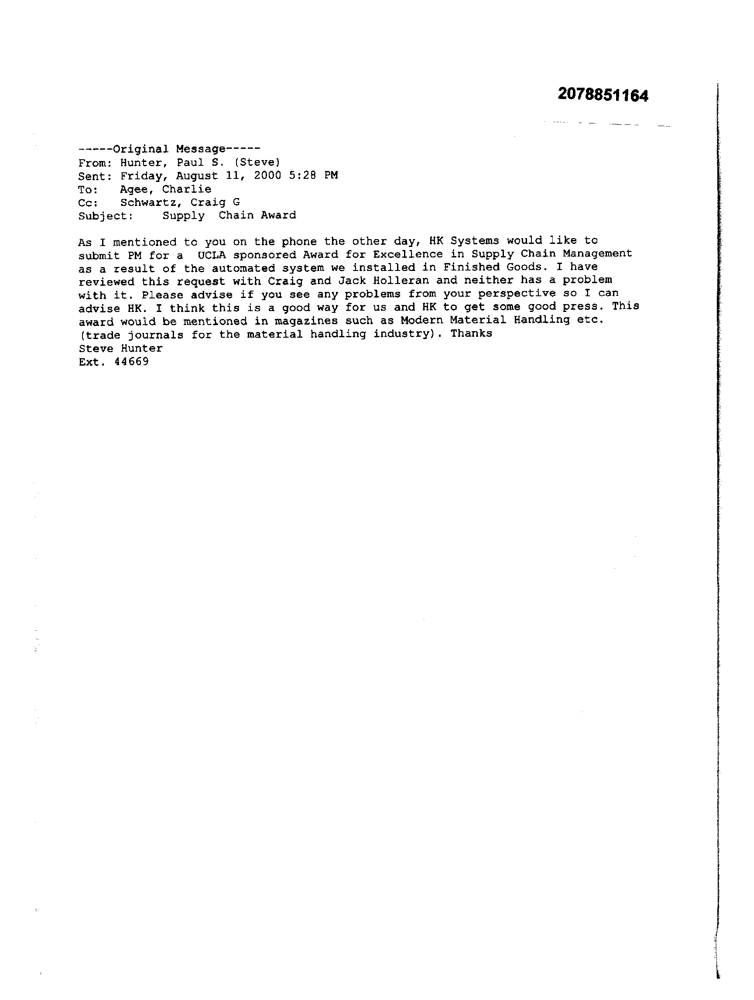 2078851164
-----Original Message-----
From: Hunter, Paul S. (Steve)
Sent: Friday, August 11, 2000 5:28 PM
To: Agee, Charlie
Cc: Schwartz, Craig G
Subject: Supply Chain Award
As I mentioned to you on the phone the other day, HK Systems would like to
submit PM for a UCLA sponsored Award for Excellence in Supply Chain Management
as a result of the automated system we installed in Finished Goods. I have
reviewed this request with Craig and Jack Holleran and neither has a problem
with it. Please advise if you see any problems from your perspective so I can
advise HK. I think this is a good way for us and HK to get some good press. This
award would be mentioned in magazines such as Modern Material Handling etc.
(trade journals for the material handling industry). Thanks
Steve Hunter
Ext. 44669